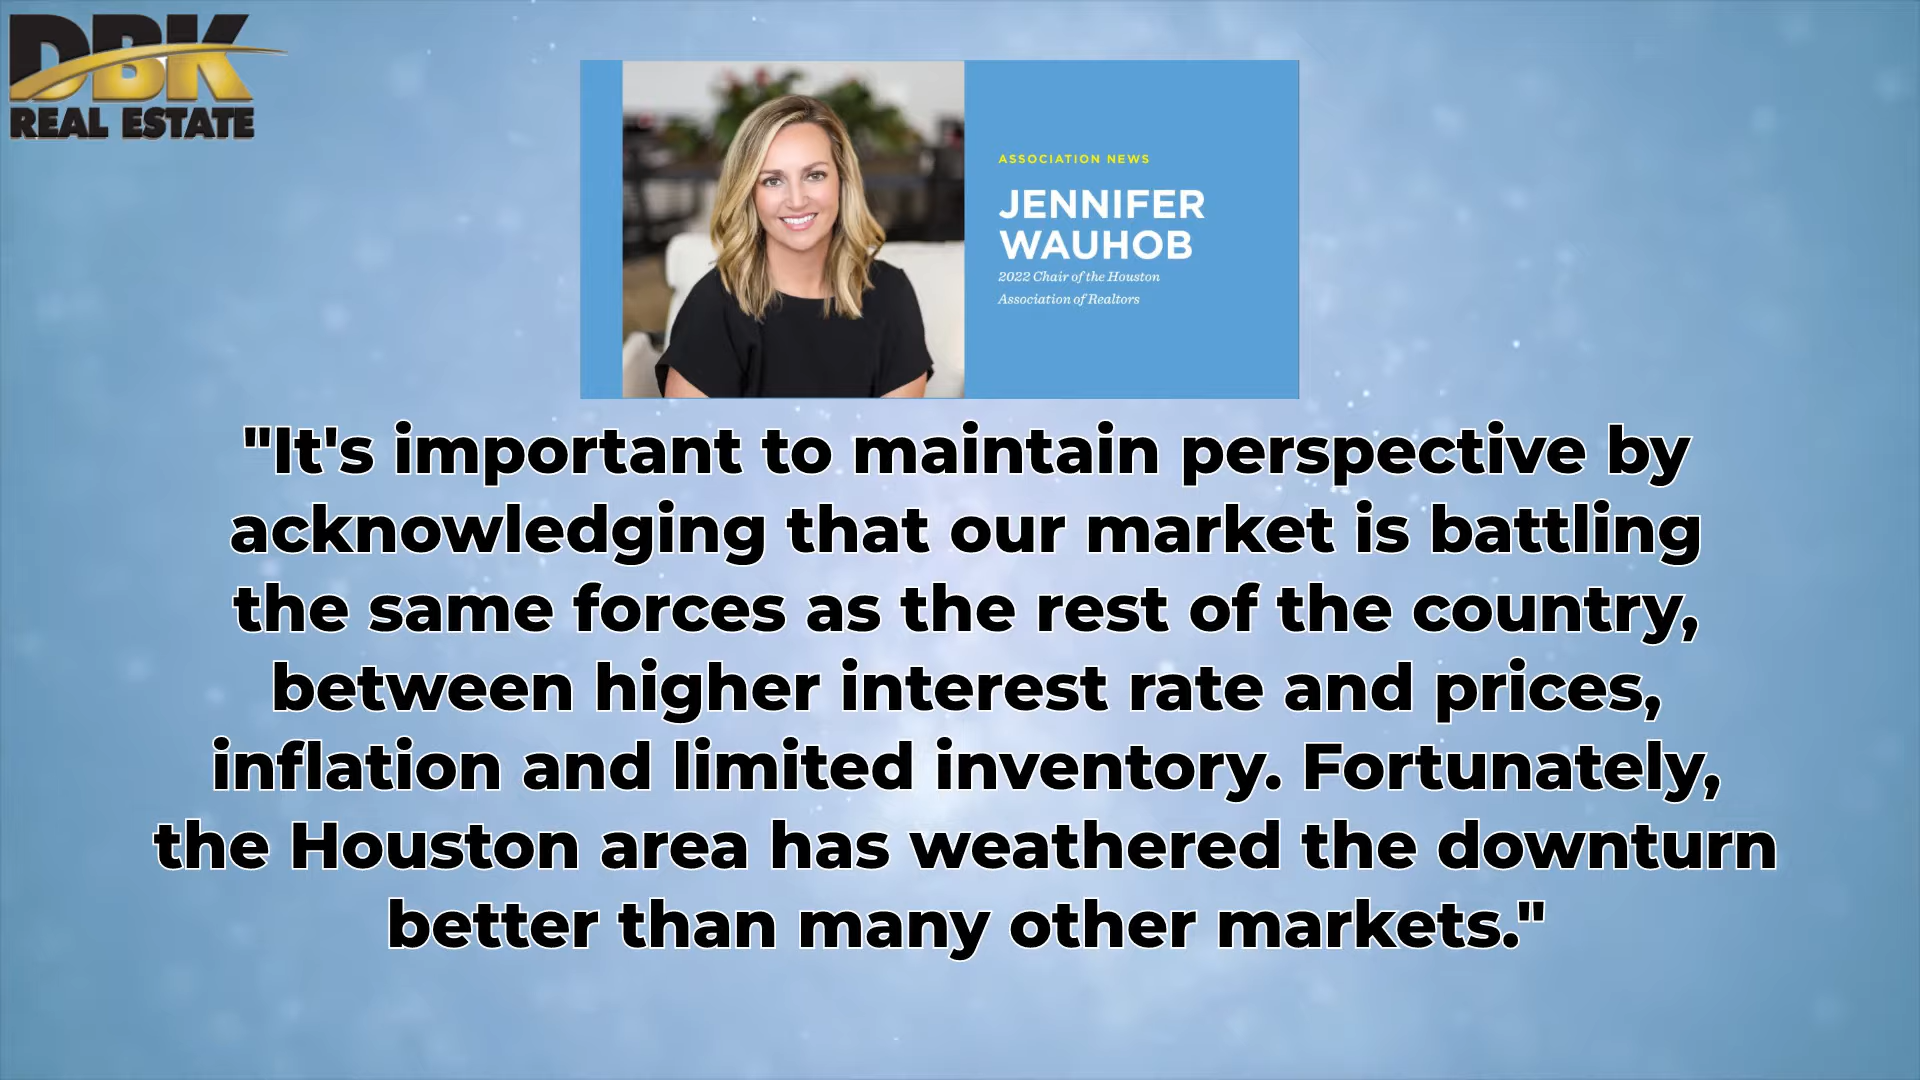 DBK
REAL ESTATE
ASSOCIATION NEWS
JENNIFER
WAUHOB
2022 Chair of the Houston
Association of Realtors
"It's important to maintain perspective by
acknowledging that our market is battling
the same forces as the rest of the country,
between higher interest rate and prices,
inflation and limited inventory. Fortunately,
the Houston area has weathered the downturn
better than many other markets."